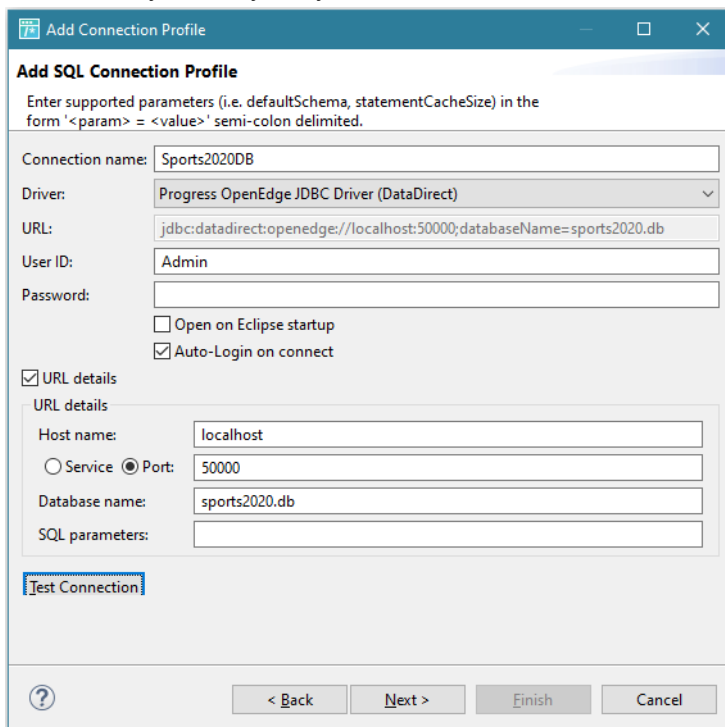 Add Connection Profile
Add SQL Connection Profile
Enter supported parameters (i.e. defaultSchema, statementCacheSize) in the
form '<param> = <value>' semi-colon delimited.
Connection name: Sports2020DB
Driver: Progress OpenEdge JDBC Driver (DataDirect)
URL: jdbc:datadirect:openedge://localhost:50000;databaseName=sports2020.db
User ID: Admin
Password:
Open on Eclipse startup
Auto-Login on connect
URL details
URL details
Host name: localhost
Service Port: 50000
Database name: sports2020.db
SQL parameters:
Test Connection
? < Back Next > Finish Cancel